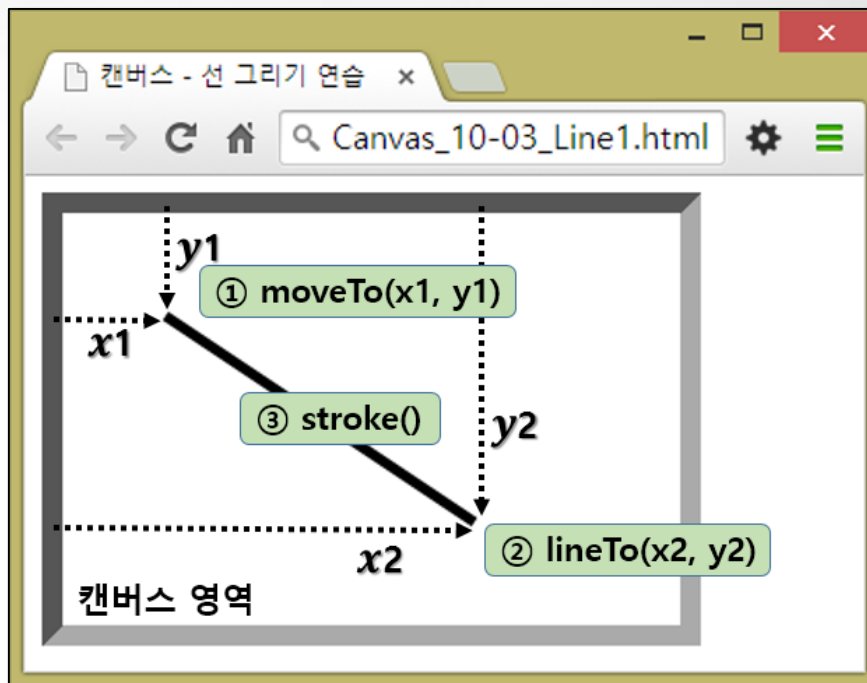 캔버스 - 선 그리기 연습
Canvas_10-03_Line1.html
y1
① moveTo(x1, y1)
x1
③ stroke()
y2
② lineTo(x2, y2)
x2
캔버스 영역